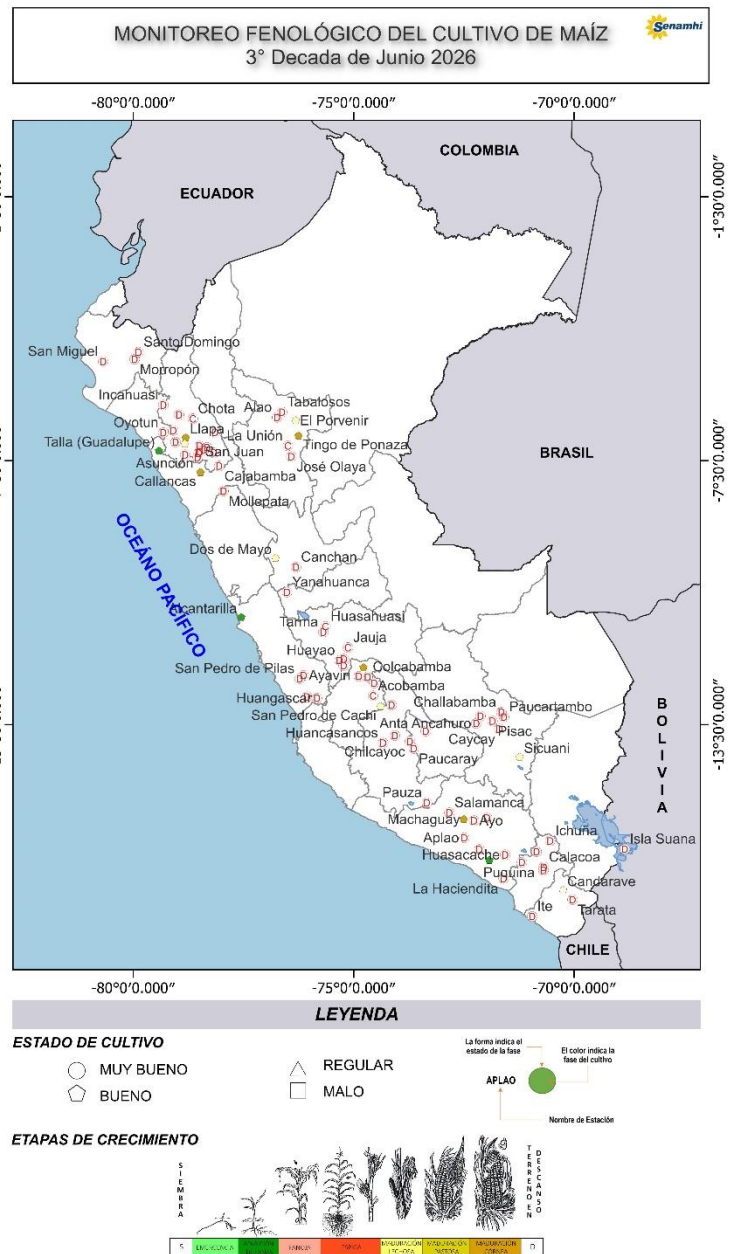 MONITOREO FENOLÓGICO DEL CULTIVO DE MAÍZ
3° Decada de Junio 2026
Senamhi
-80°0'0.000"
-75°0'0.000"
-70°0'0.000"
COLOMBIA
ECUADOR
-1°30'0.000"
San Miguel
Santo Domingo
Morropón
Incahuasi
Chota
Alao
Tabalosos
El Porvenir
Oyotun
Llapa
La Unión
Talla (Guadalupe)
San Juan
Tingo de Ponaza
Asunción
José Olaya
Callancas
Cajabamba
Mollepata
BRASIL
-7°30'0.000"
OCEÁNO PACÍFICO
Dos de Mayo
Canchan
Yanahuanca
Alcantarilla
Tarma
Huasahuasi
Jauja
Huayao
San Pedro de Pilas
Ayaviri
Colcabamba
Acobamba
Huangascar
Challabamba
Paucartambo
San Pedro de Cachi
Anta Ancahuro
Huancasancos
Caycay
Pisac
Chilcayoc
Paucaray
Sicuani
-13°30'0.000"
BOLIVIA
Pauza
Salamanca
Machaguay
Ayo
Aplao
Ichuña
Isla Suana
Huasacache
Calacoa
Puquina
La Haciendita
Candarave
Ite
Tarata
CHILE
-80°0'0.000"
-75°0'0.000"
-70°0'0.000"
LEYENDA
ESTADO DE CULTIVO
MUY BUENO
REGULAR
BUENO
MALO
La forma indica el estado de la fase
El color indica la fase del cultivo
APLAO
Nombre de Estación
ETAPAS DE CRECIMIENTO
SIEMBRA
TERRENO EN DESCANSO
S
EMERGENCIA
PANOJA
ESPIGA
MADURACIÓN LECHOSA
MADURACIÓN PASTOSA
MADURACIÓN CÓRNEA
D